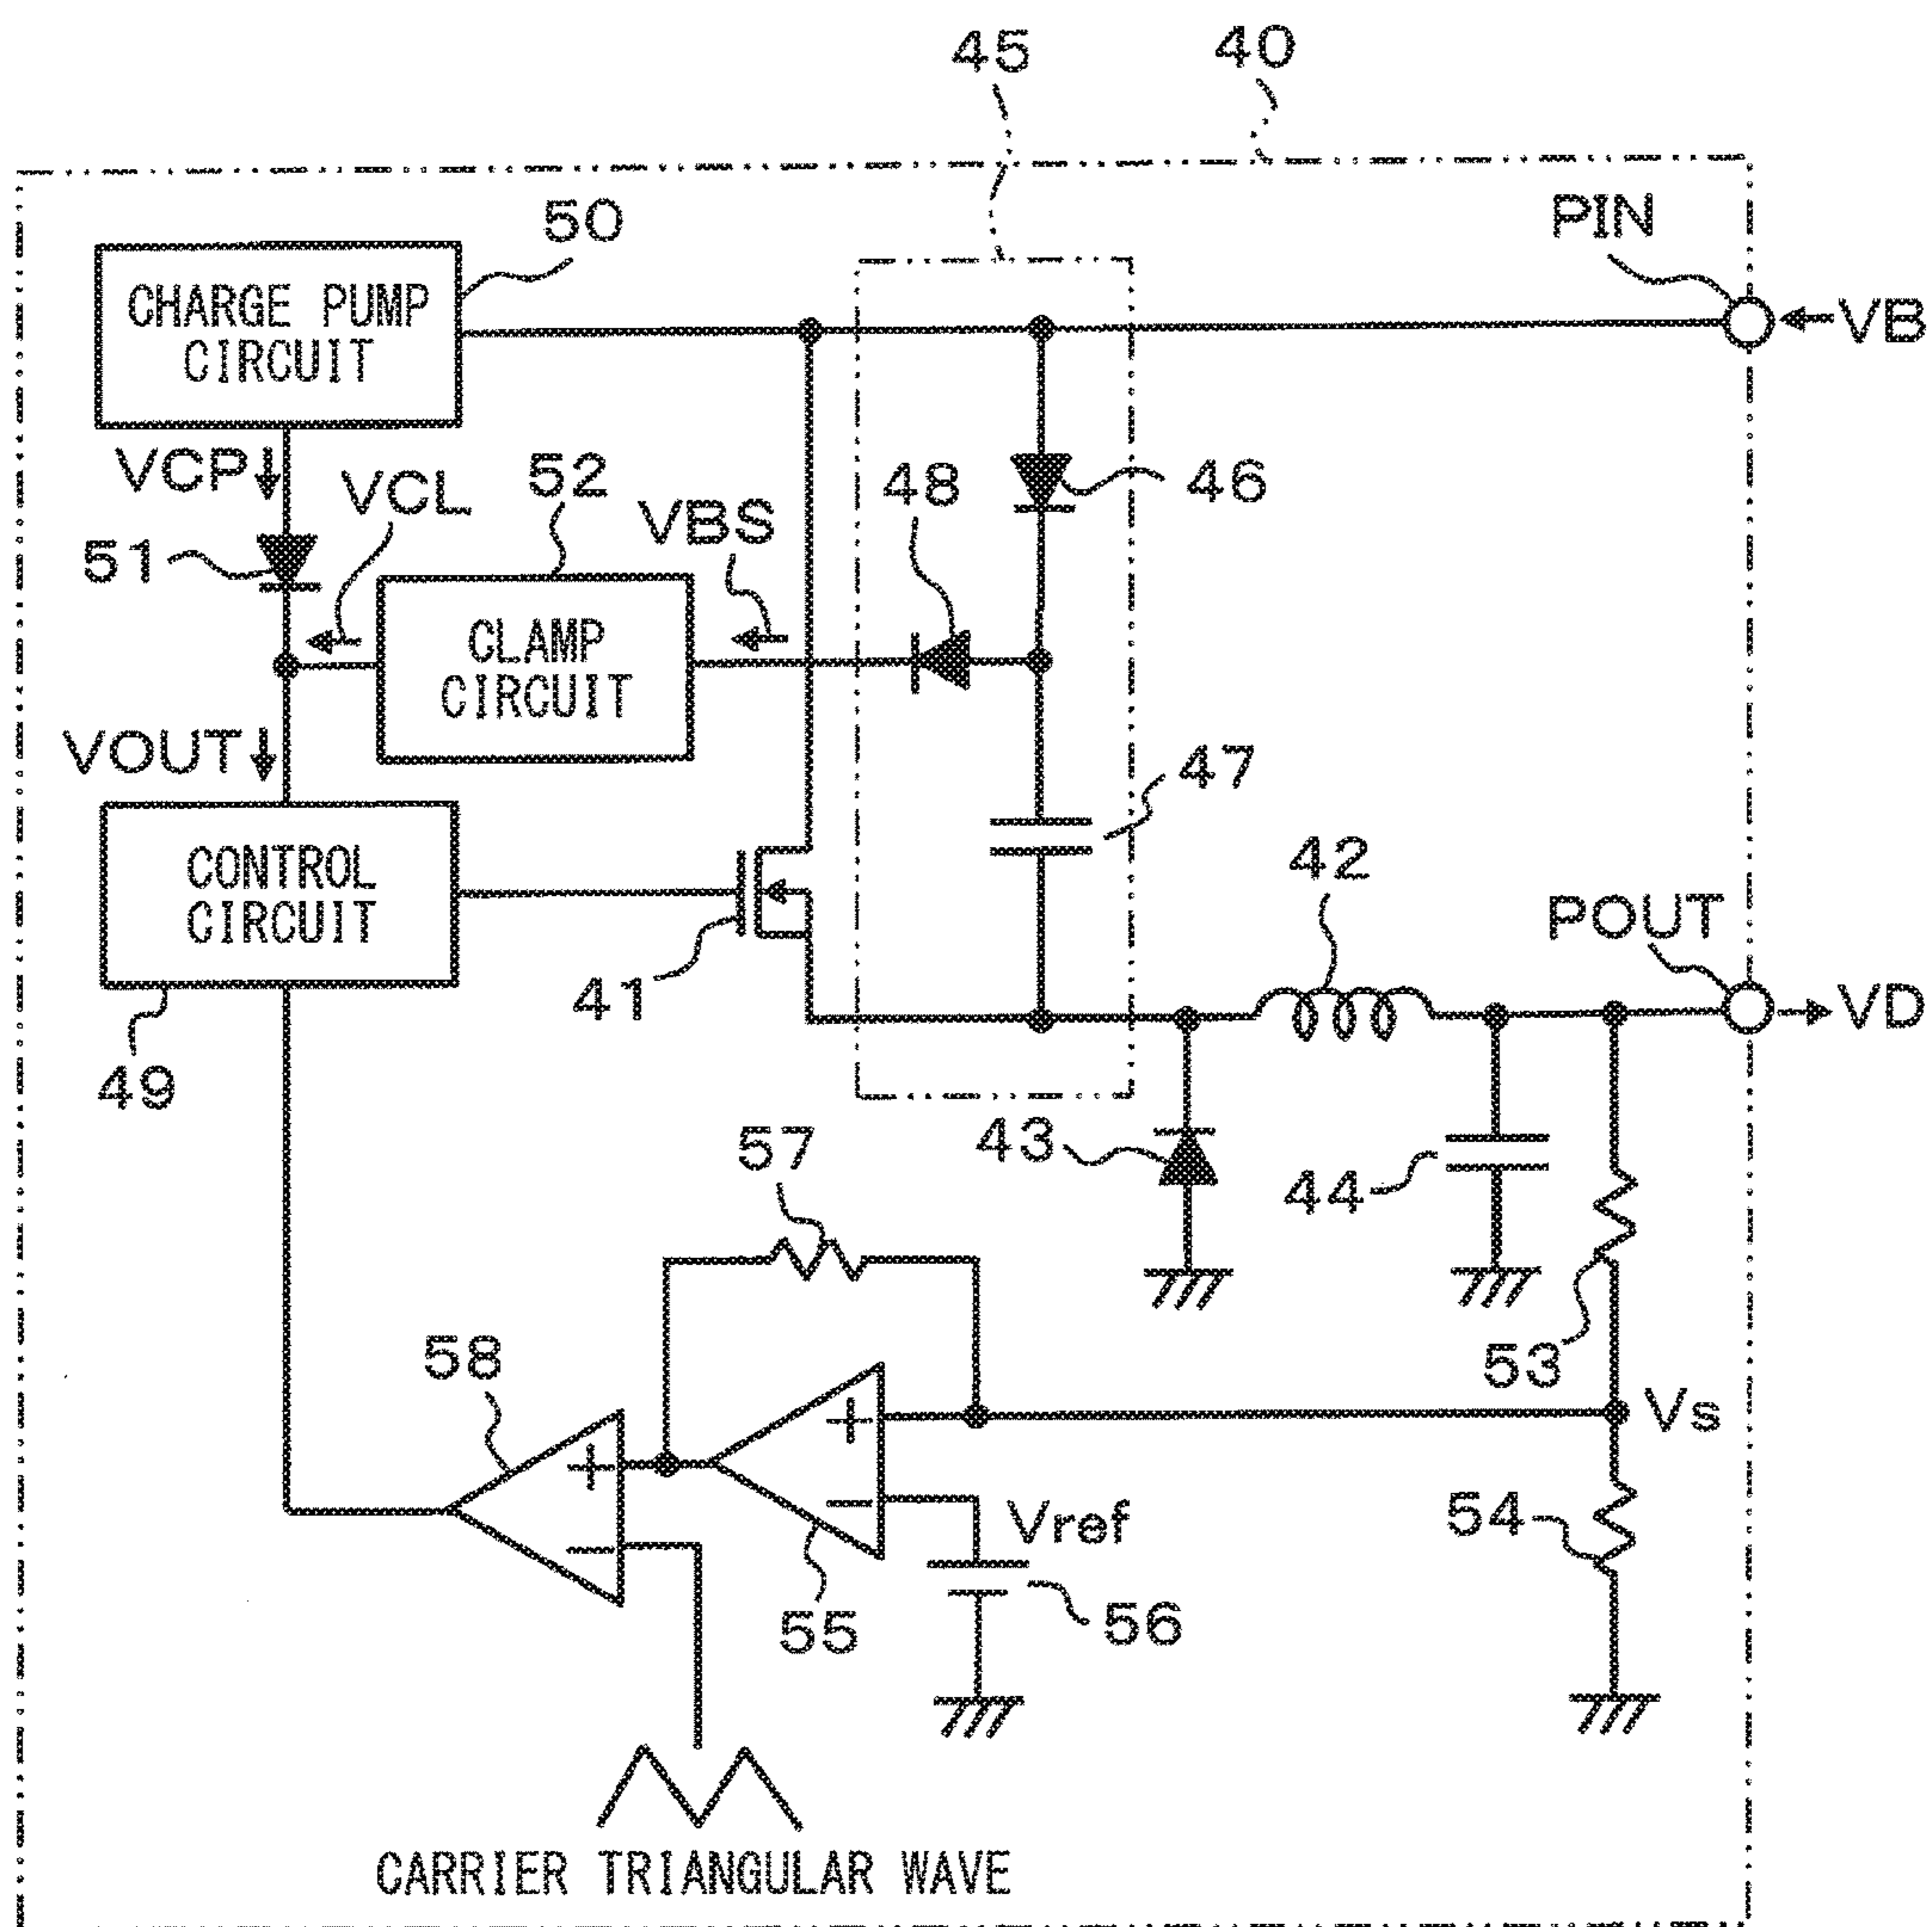 45
40
PIN
50
CHARGE PUMP
CIRCUIT
VB
VCP
VCL
52
VBS
48
46
51
CLAMP
CIRCUIT
VOUT
47
CONTROL
CIRCUIT
42
POUT
41
VD
49
57
43
44
53
58
Vs
Vref
54
55
56
+
−
+
−
CARRIER TRIANGULAR WAVE